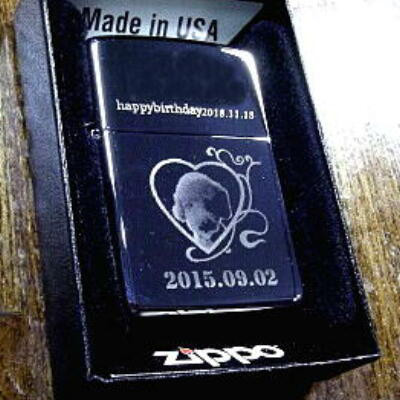 Made in USA
happybirthday2018.11.18
2015.09.02
zippo